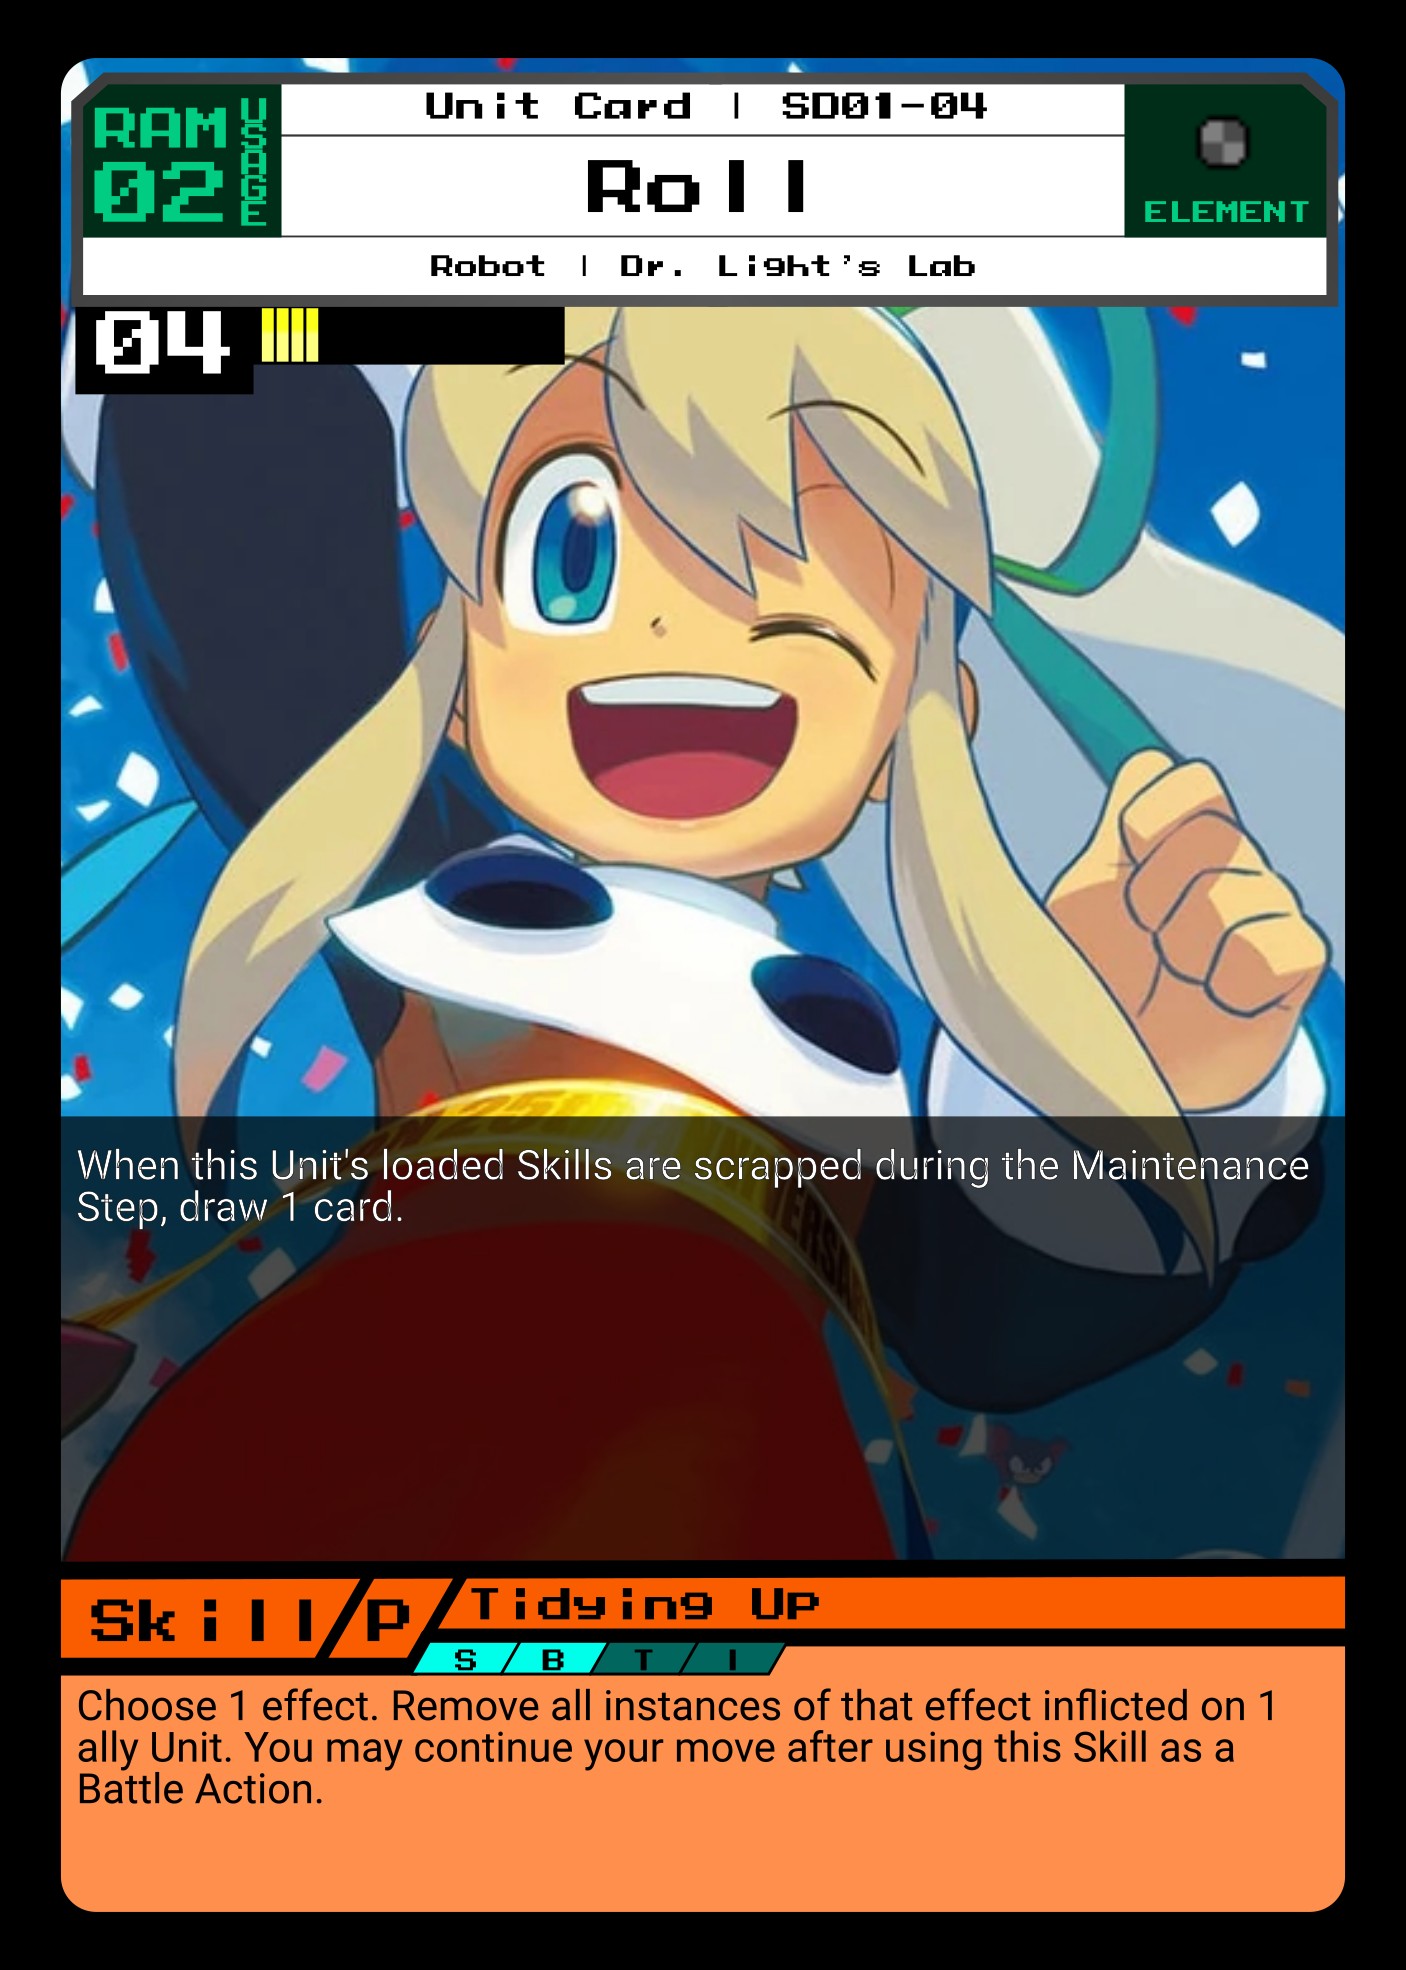 Unit Card | SD01-04
RAM
USAGE
02
Roll
ELEMENT
Robot | Dr. Light's Lab
04
When this Unit's loaded Skills are scrapped during the Maintenance
Step, draw 1 card.
Skill/P
Tidying Up
S / B / T / I
Choose 1 effect. Remove all instances of that effect inflicted on 1
ally Unit. You may continue your move after using this Skill as a
Battle Action.